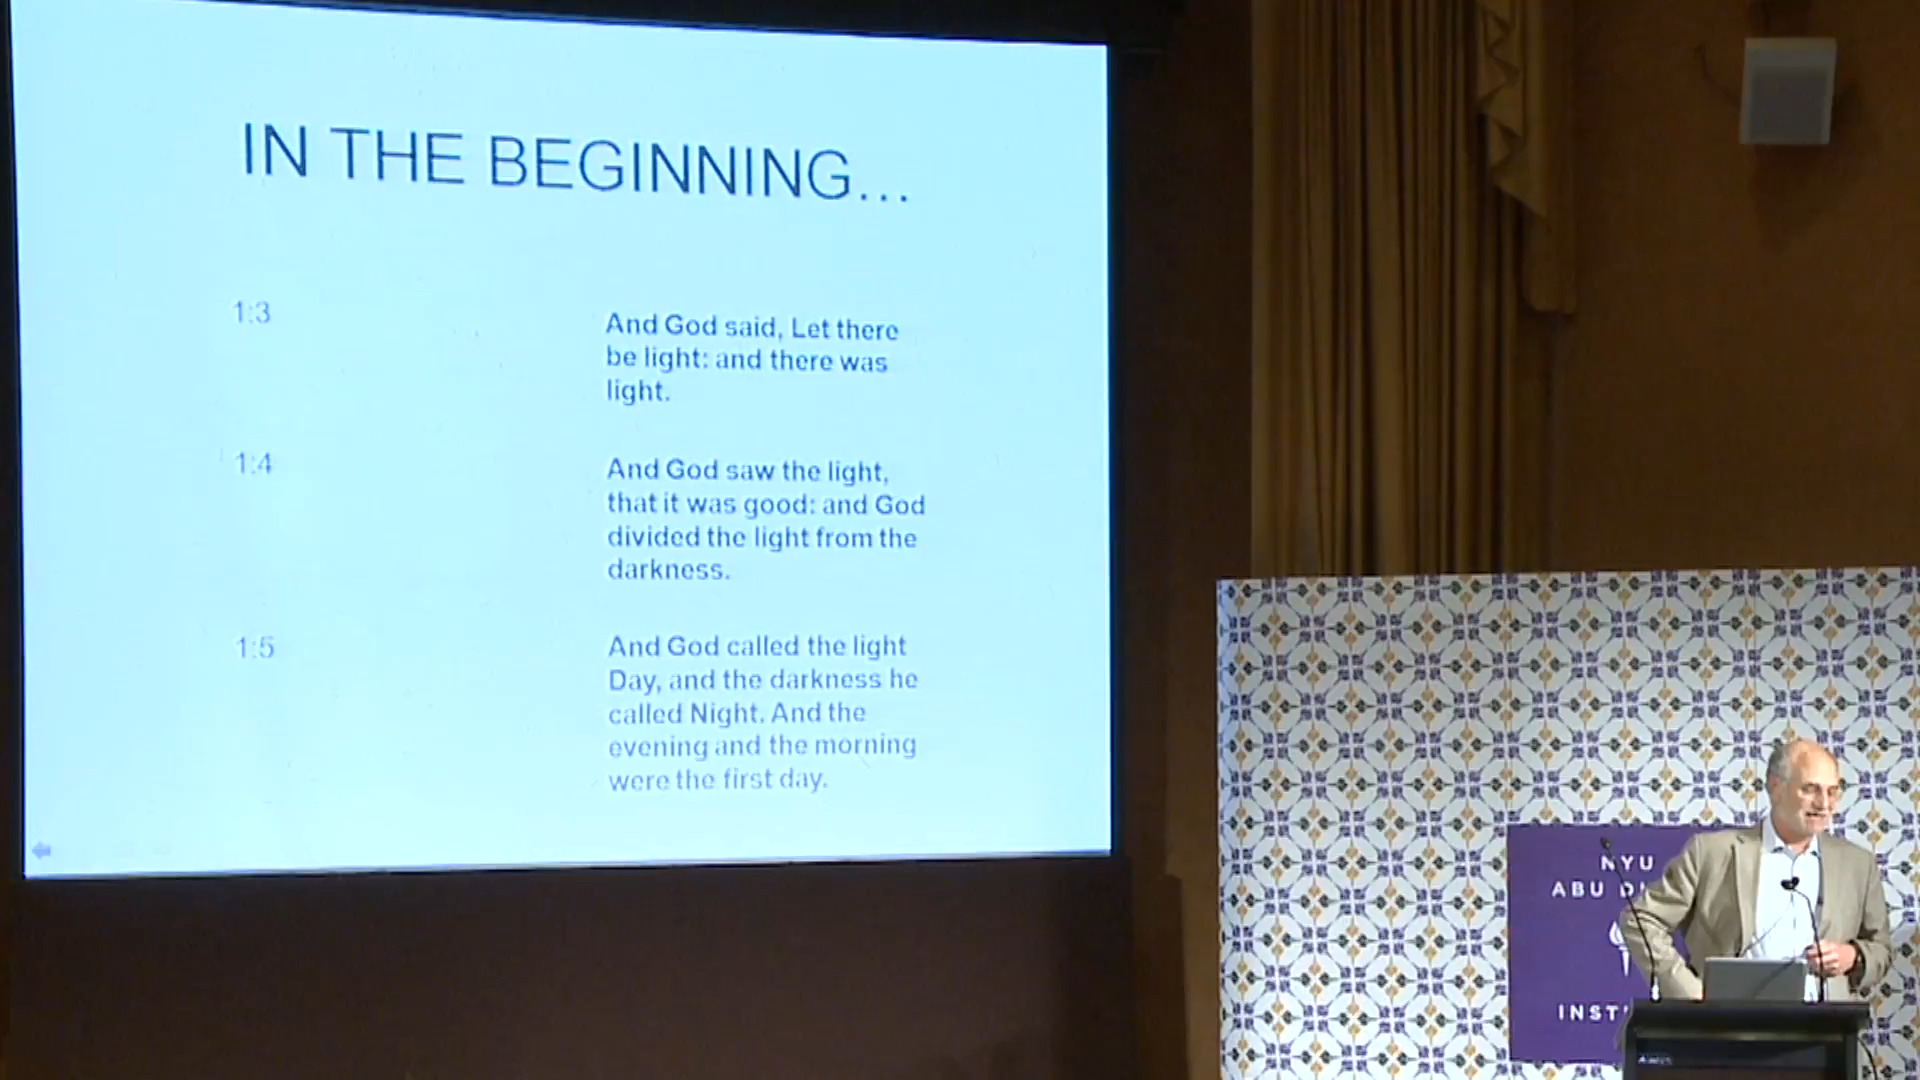 IN THE BEGINNING...
1:3
And God said, Let there
be light: and there was
light.
1:4
And God saw the light,
that it was good: and God
divided the light from the
darkness.
1:5
And God called the light
Day, and the darkness he
called Night. And the
evening and the morning
were the first day.
NYU
ABU